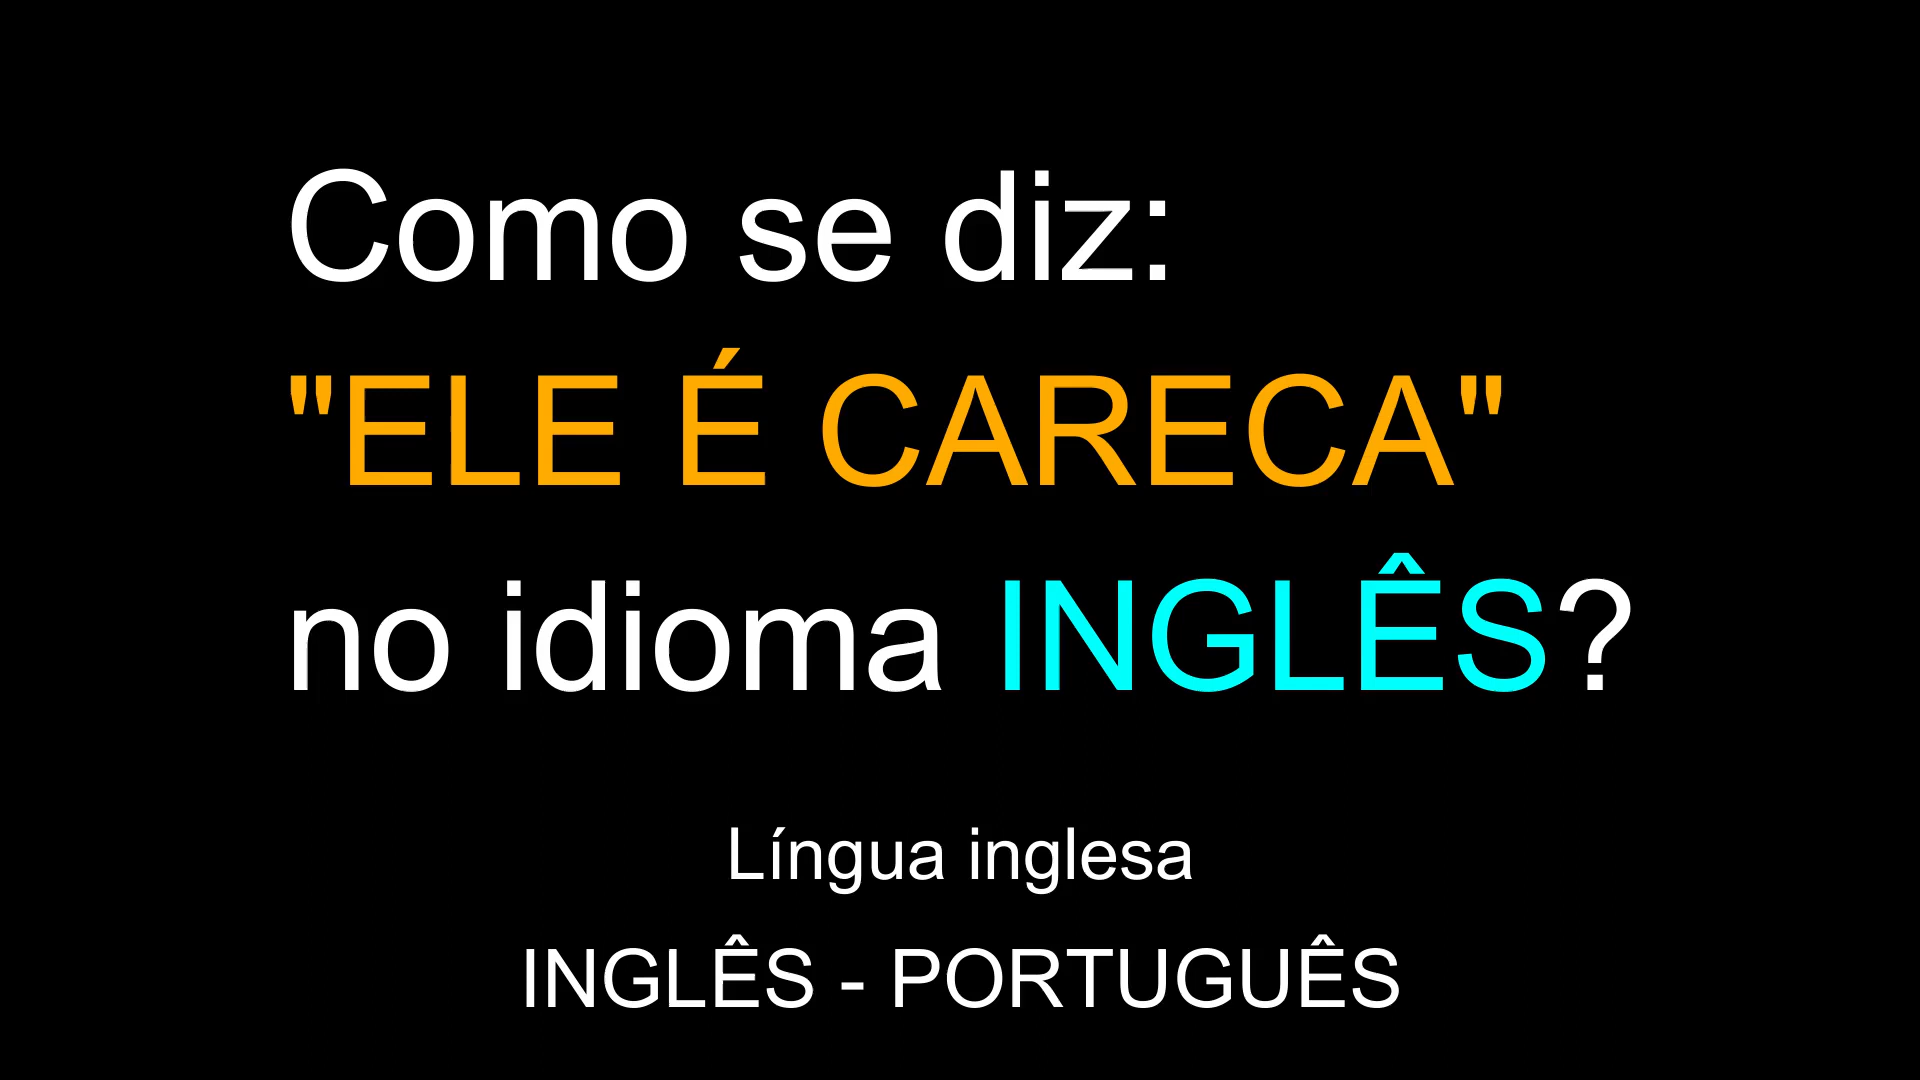 Como se diz:
"ELE É CARECA"
no idioma INGLÊS?
Língua inglesa
INGLÊS - PORTUGUÊS